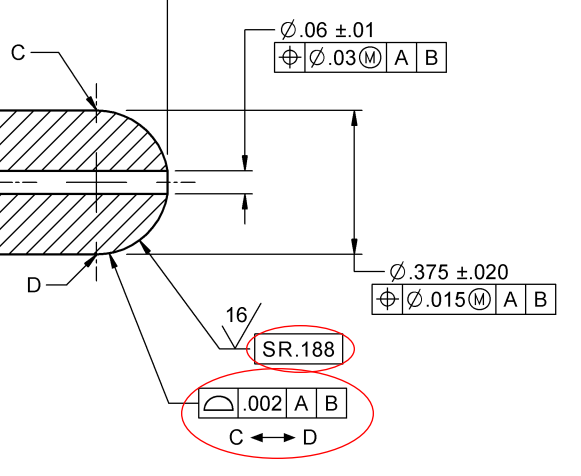 C
⌀.06 ±.01
⌖ ⌀.03Ⓜ A B
D
⌀.375 ±.020
⌖ ⌀.015Ⓜ A B
16
SR.188
⌓ .002 A B
C ↔ D